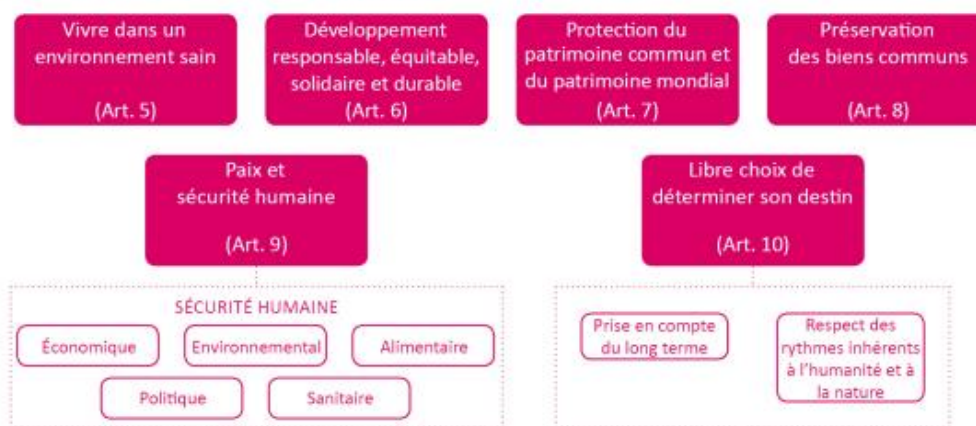 Vivre dans un
environnement sain
(Art. 5)
Développement
responsable, équitable,
solidaire et durable
(Art. 6)
Protection du
patrimoine commun et
du patrimoine mondial
(Art. 7)
Préservation
des biens communs
(Art. 8)
Paix et
sécurité humaine
(Art. 9)
Libre choix de
déterminer son destin
(Art. 10)
SÉCURITÉ HUMAINE
Économique
Environnemental
Alimentaire
Politique
Sanitaire
Prise en compte
du long terme
Respect des
rythmes inhérents
à l'humanité et à
la nature